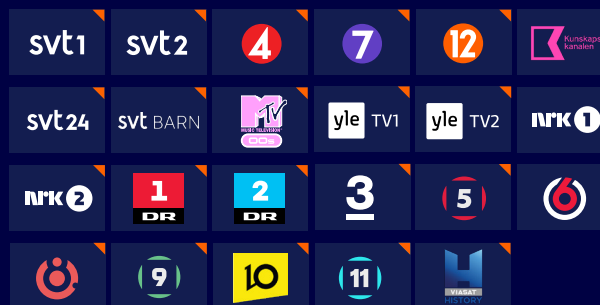 svt1
svt2
4
7
12
Kunskaps
kanalen
svt24
svt BARN
MTV
MUSIC TELEVISION
00s
yle TV1
yle TV2
NRK 1
NRK 2
1
DR
2
DR
3
5
6
9
10
11
H
VIASAT
HISTORY